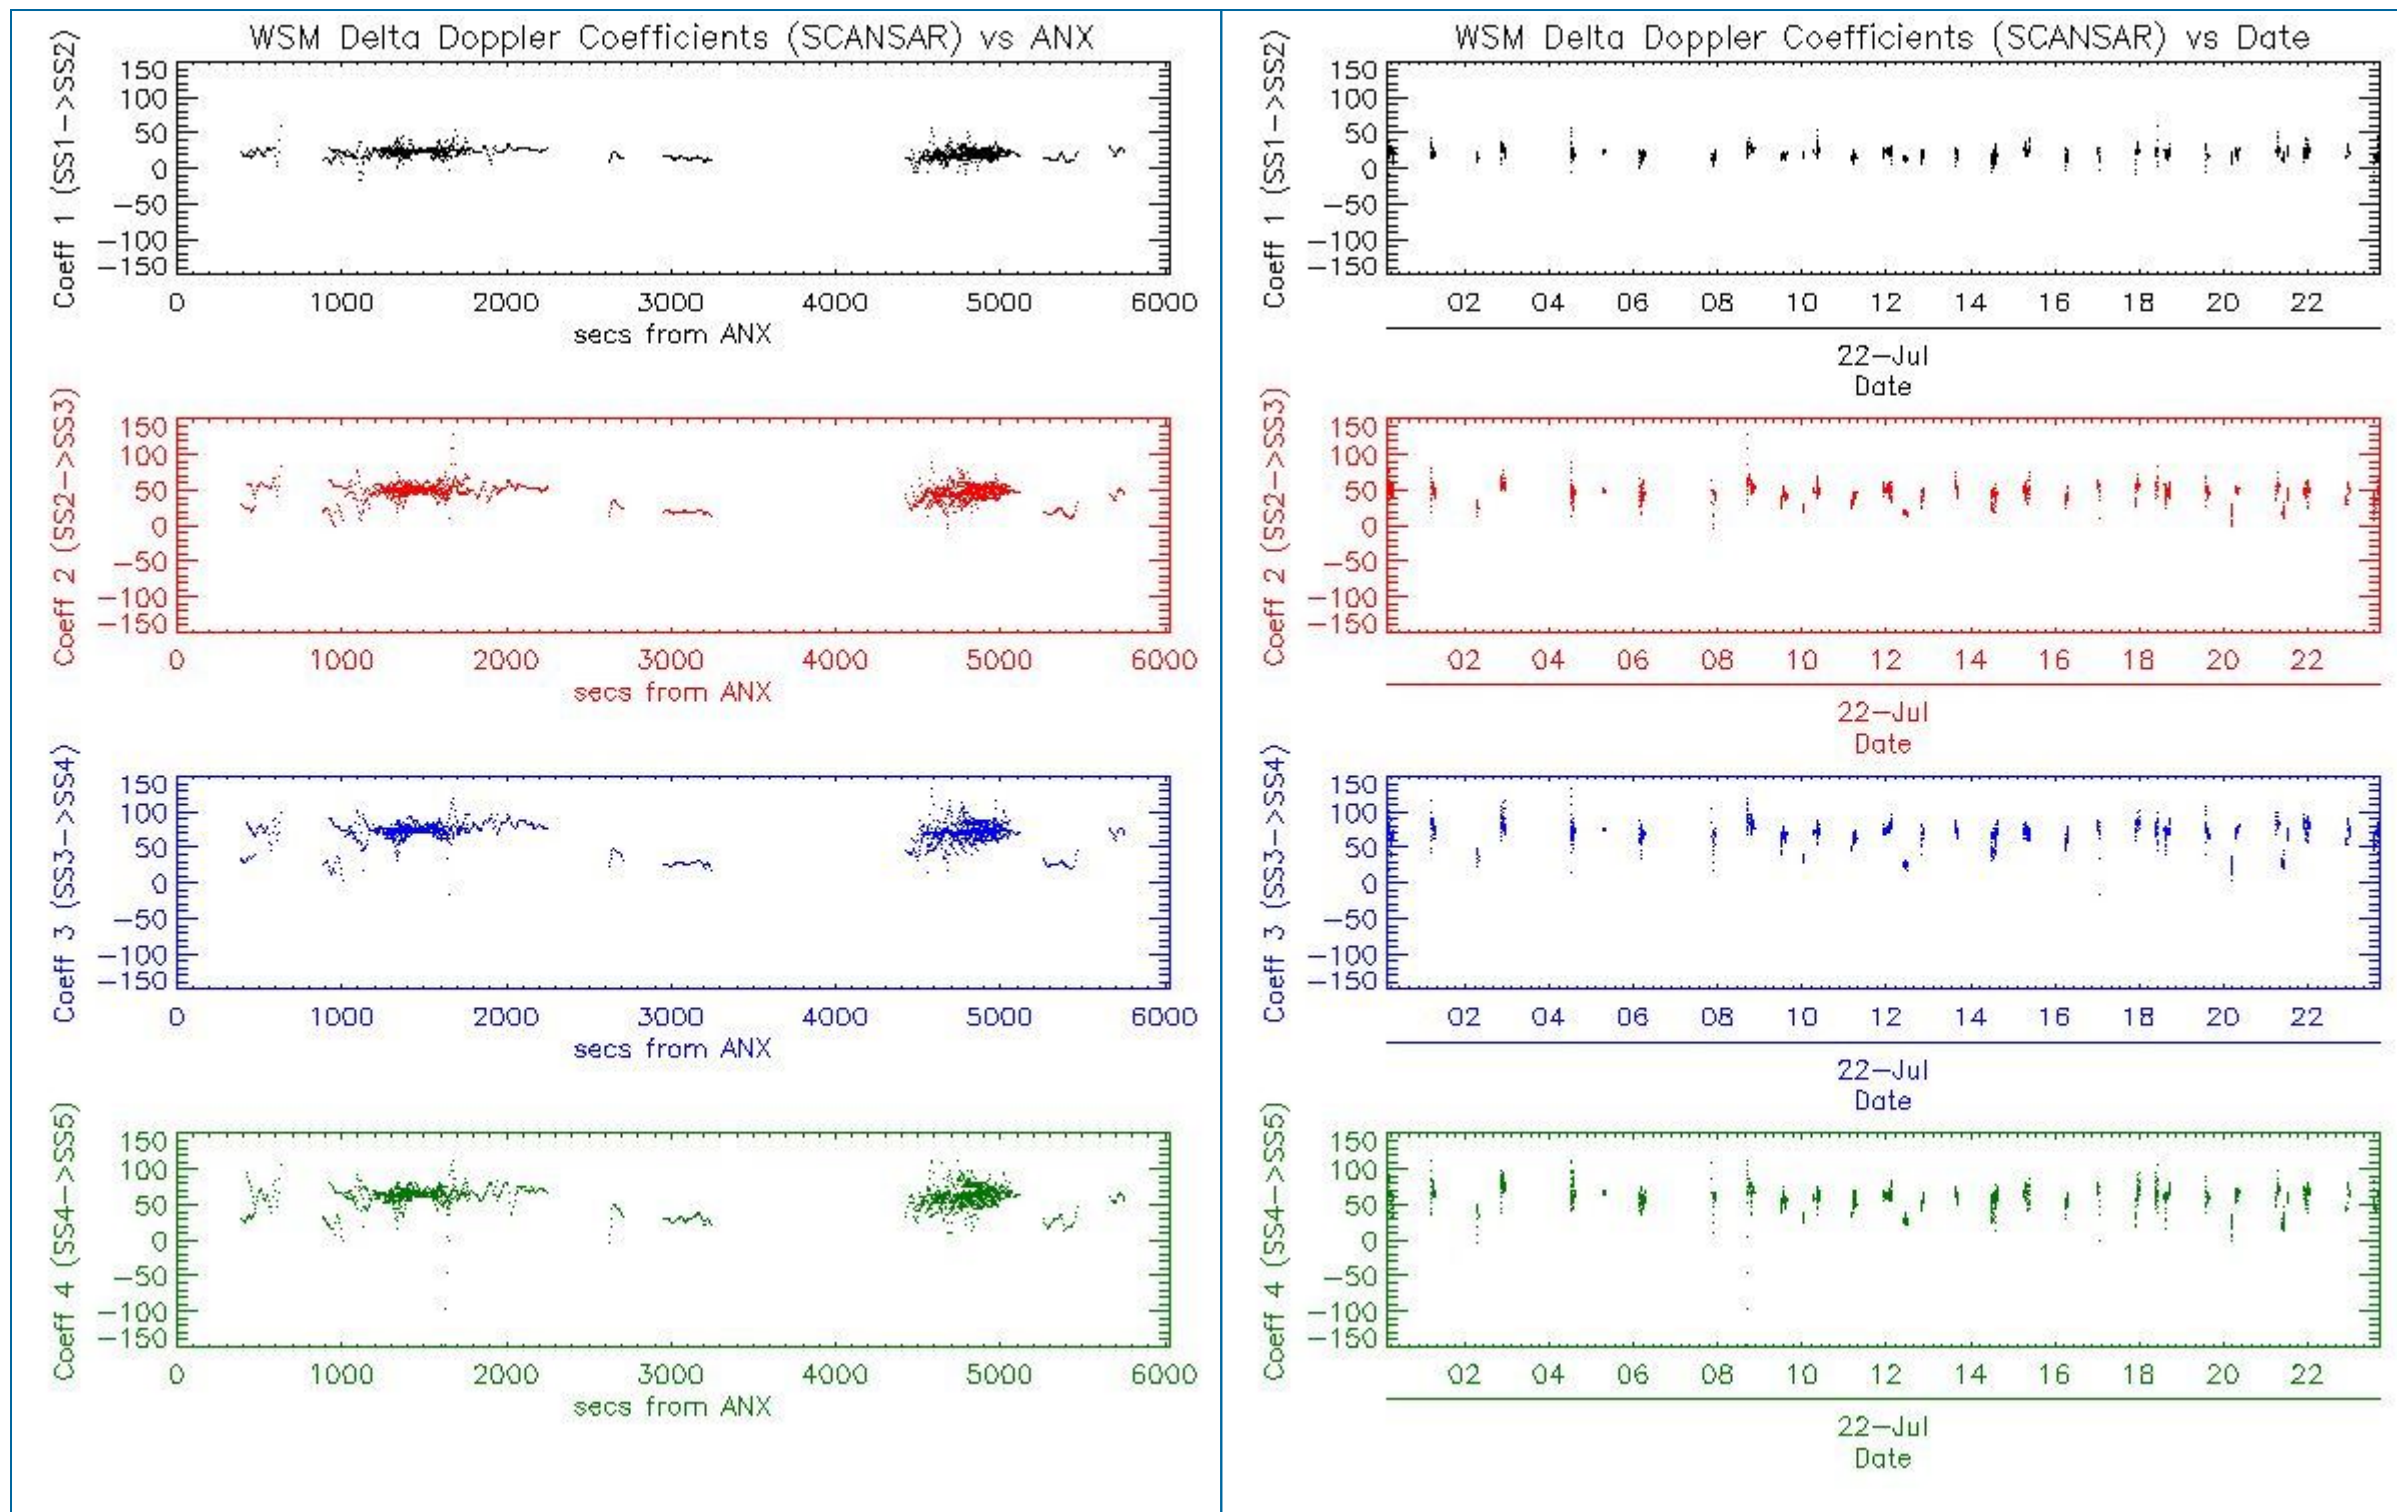 WSM Delta Doppler Coefficients (SCANSAR) vs ANX
Coeff 1 (SS1->SS2)
150
100
50
0
-50
-100
-150
0 1000 2000 3000 4000 5000 6000
secs from ANX
Coeff 2 (SS2->SS3)
150
100
50
0
-50
-100
-150
0 1000 2000 3000 4000 5000 6000
secs from ANX
Coeff 3 (SS3->SS4)
150
100
50
0
-50
-100
-150
0 1000 2000 3000 4000 5000 6000
secs from ANX
Coeff 4 (SS4->SS5)
150
100
50
0
-50
-100
-150
0 1000 2000 3000 4000 5000 6000
secs from ANX
WSM Delta Doppler Coefficients (SCANSAR) vs Date
Coeff 1 (SS1->SS2)
150
100
50
0
-50
-100
-150
02 04 06 08 10 12 14 16 18 20 22
22-Jul
Date
Coeff 2 (SS2->SS3)
150
100
50
0
-50
-100
-150
02 04 06 08 10 12 14 16 18 20 22
22-Jul
Date
Coeff 3 (SS3->SS4)
150
100
50
0
-50
-100
-150
02 04 06 08 10 12 14 16 18 20 22
22-Jul
Date
Coeff 4 (SS4->SS5)
150
100
50
0
-50
-100
-150
02 04 06 08 10 12 14 16 18 20 22
22-Jul
Date